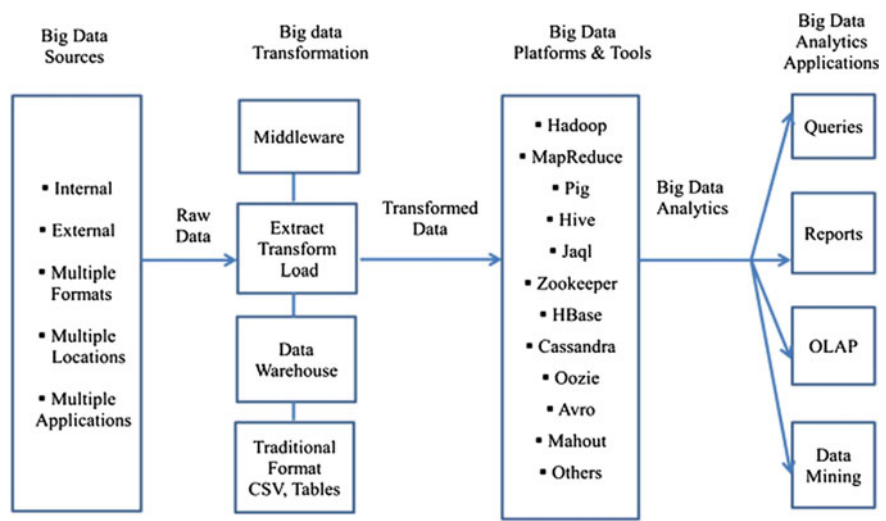 Big Data
Sources
Big data
Transformation
Big Data
Platforms & Tools
Big Data
Analytics
Applications
▪ Internal
▪ External
▪ Multiple
Formats
▪ Multiple
Locations
▪ Multiple
Applications
Raw
Data
Middleware
Extract
Transform
Load
Data
Warehouse
Traditional
Format
CSV, Tables
Transformed
Data
▪ Hadoop
▪ MapReduce
▪ Pig
▪ Hive
▪ Jaql
▪ Zookeeper
▪ HBase
▪ Cassandra
▪ Oozie
▪ Avro
▪ Mahout
▪ Others
Big Data
Analytics
Queries
Reports
OLAP
Data
Mining